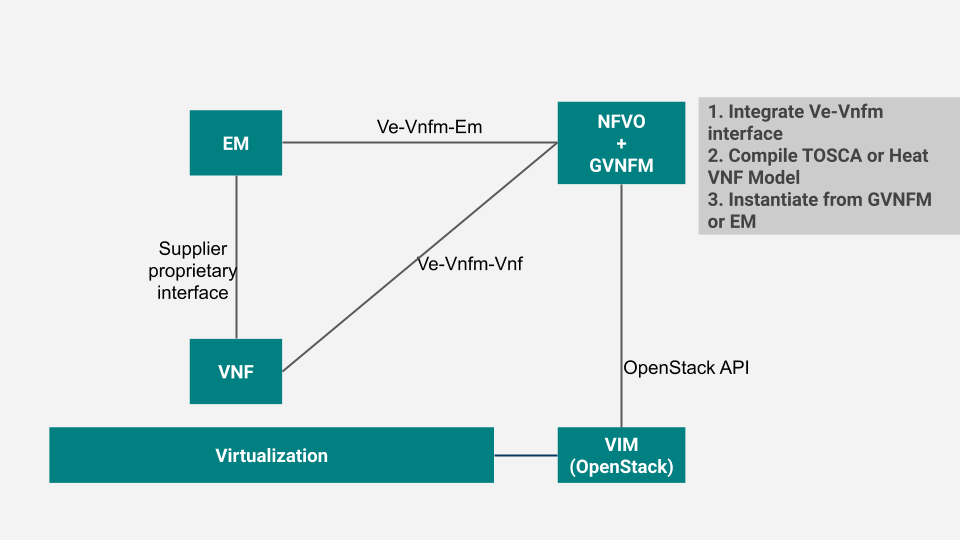 Ve-Vnfm-Em
EM
NFVO
+
GVNFM
1. Integrate Ve-Vnfm
interface
2. Compile TOSCA or Heat
VNF Model
3. Instantiate from GVNFM
or EM
Supplier
proprietary
interface
Ve-Vnfm-Vnf
VNF
OpenStack API
Virtualization
VIM
(OpenStack)